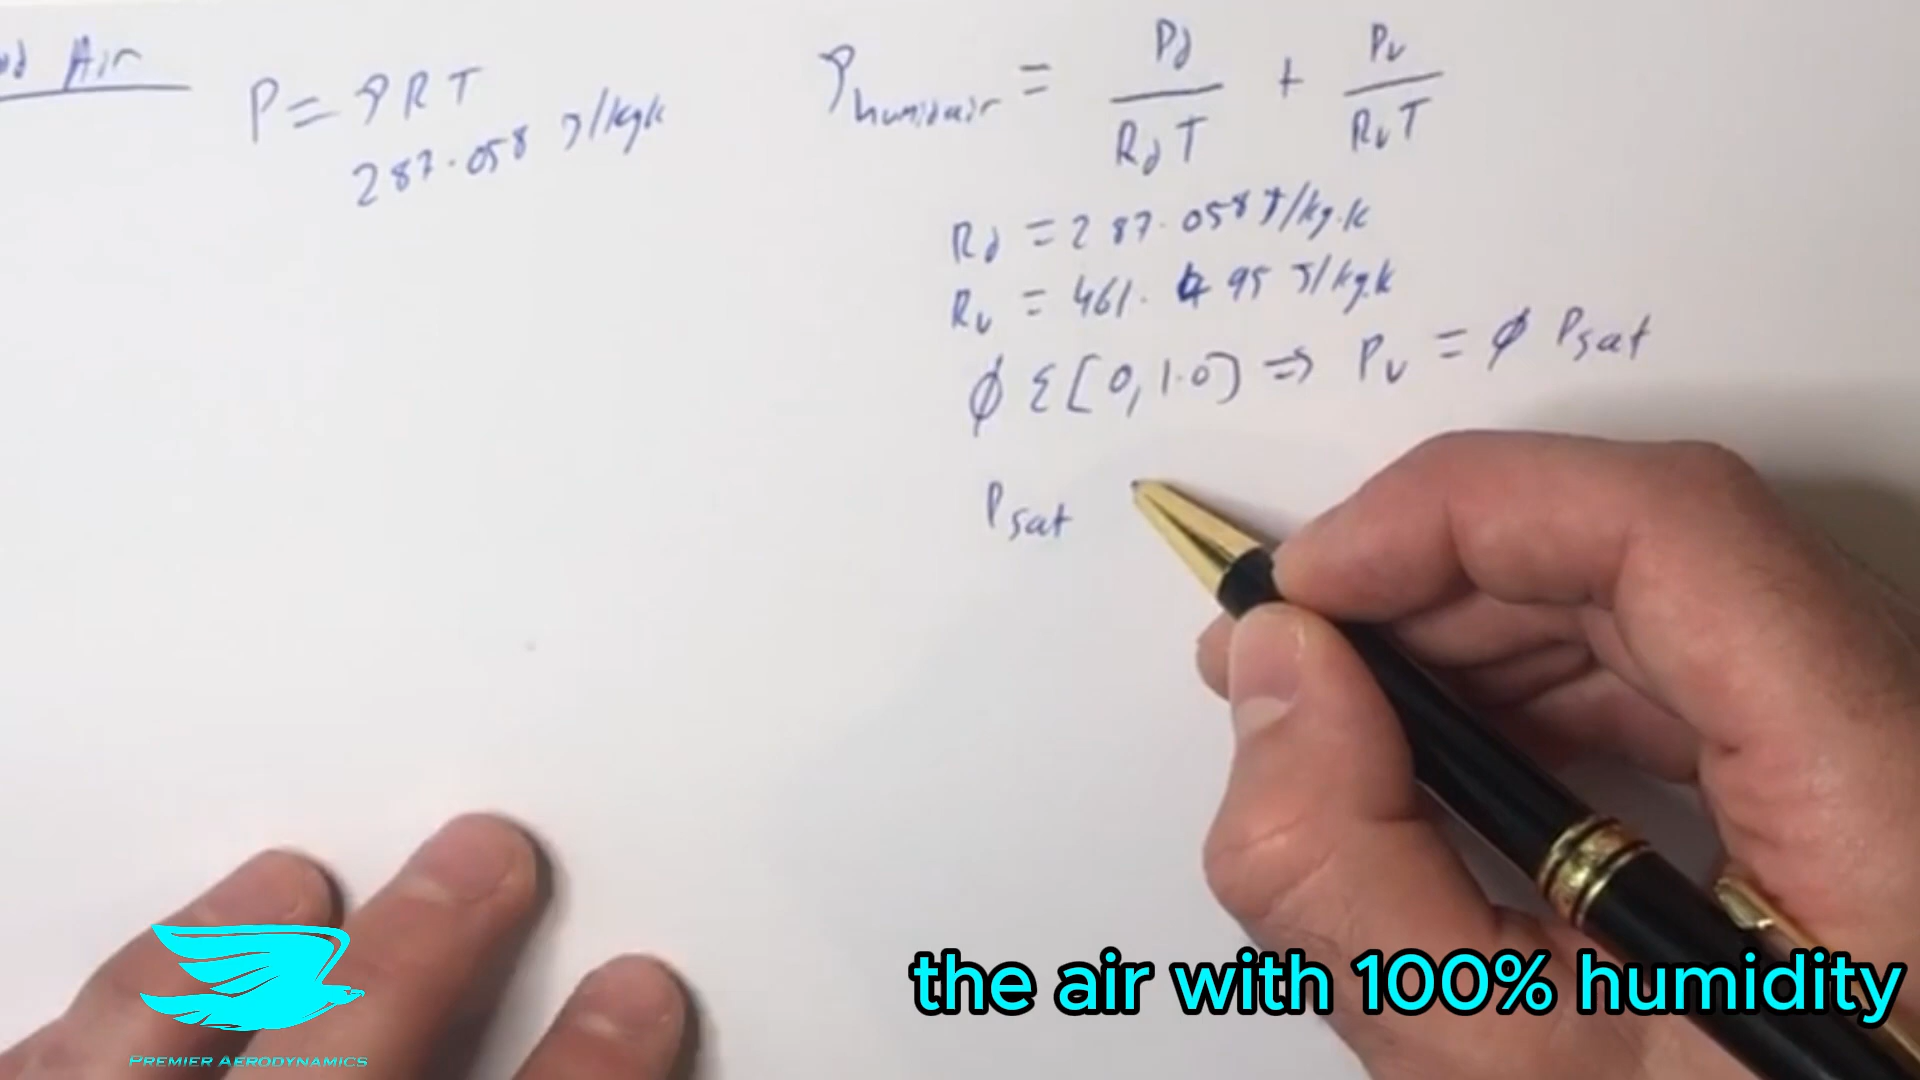 Air
P = ρRT
287.058 J/kgk
ρhumidair = Pd/RdT + Pv/RvT
Rd = 287.058 J/kg.k
Rv = 461.495 J/kg.k
ϕ ε [0,1.0] ⇒ Pv = ϕ Psat
Psat
the air with 100% humidity
PREMIER AERODYNAMICS